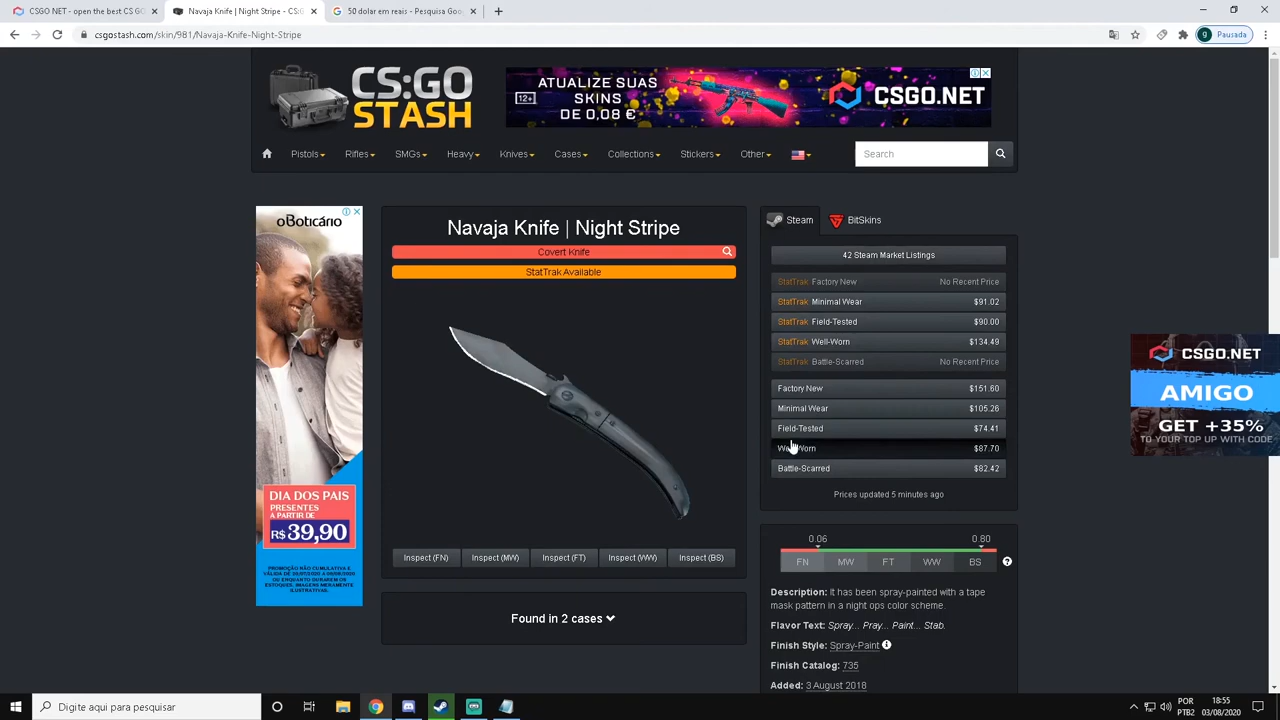 CSGO NET - open the best CS GO
Navaja Knife | Night Stripe - CS:G
50 dolar em reais - Pesquisa Goo
csgostash.com/skin/981/Navaja-Knife-Night-Stripe
g Pausada
CS:GO
STASH
ATUALIZE SUAS
SKINS
DE 0,08 €
12+
CSGO.NET
Pistols
Rifles
SMGs
Heavy
Knives
Cases
Collections
Stickers
Other
Search
oBoticário
DIA DOS PAIS
PRESENTES
A PARTIR DE
R$ 39,90
Navaja Knife | Night Stripe
Covert Knife
StatTrak Available
Inspect (FN)
Inspect (MW)
Inspect (FT)
Inspect (WW)
Inspect (BS)
Found in 2 cases
Steam
BitSkins
42 Steam Market Listings
StatTrak Factory New No Recent Price
StatTrak Minimal Wear $91.02
StatTrak Field-Tested $90.00
StatTrak Well-Worn $134.49
StatTrak Battle-Scarred No Recent Price
Factory New $151.60
Minimal Wear $105.26
Field-Tested $74.41
Well-Worn $87.70
Battle-Scarred $82.42
Prices updated 5 minutes ago
0.06 0.80
FN MW FT WW BS
Description: It has been spray-painted with a tape
mask pattern in a night ops color scheme.
Flavor Text: Spray... Pray... Paint... Stab.
Finish Style: Spray-Paint
Finish Catalog: 735
Added: 3 August 2018
CSGO.NET
AMIGO
GET +35%
TO YOUR TOP UP WITH CODE
Digite aqui para pesquisar
POR
PTB2
18:55
03/08/2020